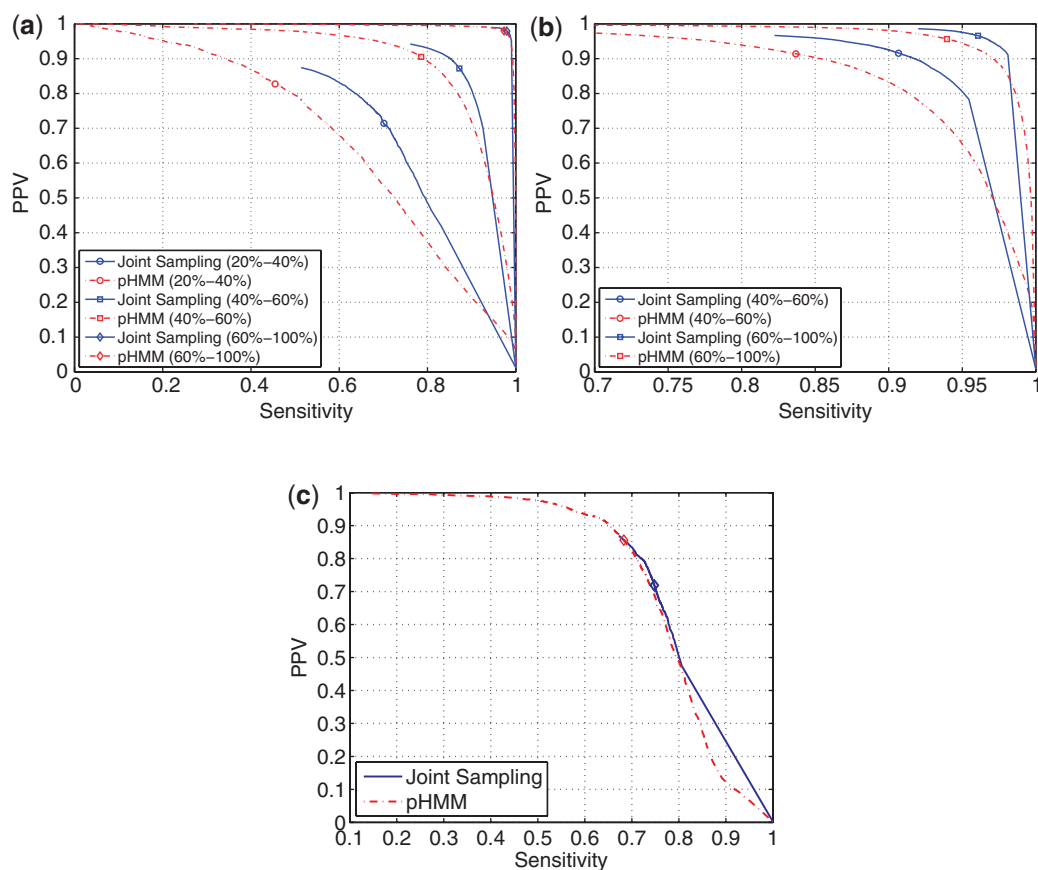 (a)
1
0.9
0.8
0.7
0.6
0.5
0.4
0.3
0.2
0.1
0
PPV
Joint Sampling (20%−40%)
pHMM (20%−40%)
Joint Sampling (40%−60%)
pHMM (40%−60%)
Joint Sampling (60%−100%)
pHMM (60%−100%)
0 0.2 0.4 0.6 0.8 1
Sensitivity
(b)
1
0.9
0.8
0.7
0.6
0.5
0.4
0.3
0.2
0.1
0
PPV
Joint Sampling (40%−60%)
pHMM (40%−60%)
Joint Sampling (60%−100%)
pHMM (60%−100%)
0.7 0.75 0.8 0.85 0.9 0.95 1
Sensitivity
(c)
1
0.9
0.8
0.7
0.6
0.5
0.4
0.3
0.2
0.1
0
PPV
Joint Sampling
pHMM
0.1 0.2 0.3 0.4 0.5 0.6 0.7 0.8 0.9 1
Sensitivity